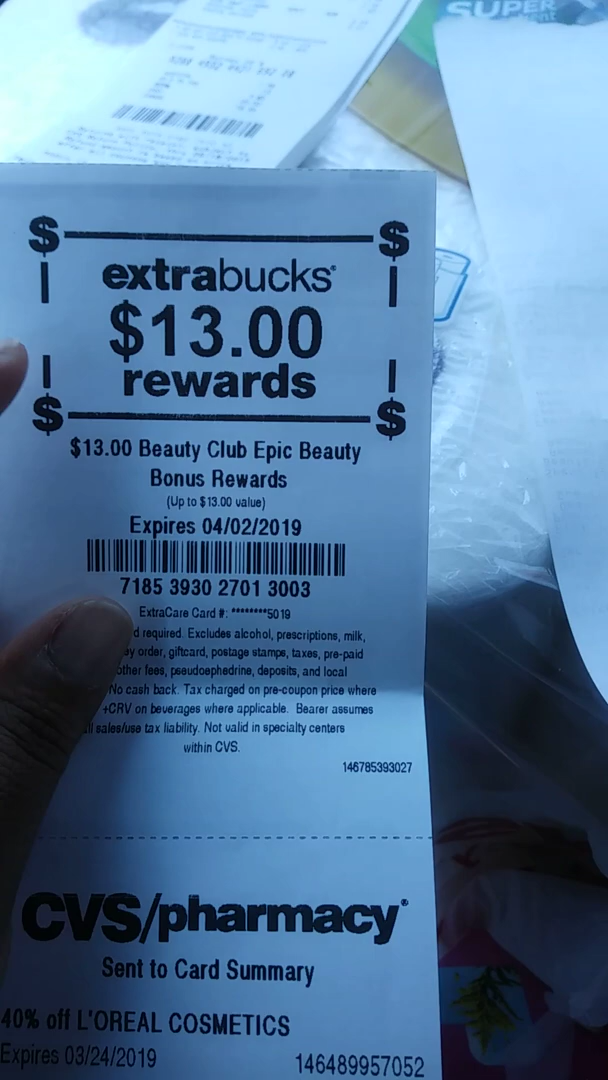 SUPER
$ $
extrabucks®
$13.00
rewards
$ $
$13.00 Beauty Club Epic Beauty
Bonus Rewards
(Up to $13.00 value)
Expires 04/02/2019
7185 3930 2701 3003
ExtraCare Card #: ********5019
required. Excludes alcohol, prescriptions, milk,
order, giftcard, postage stamps, taxes, pre-paid
other fees, pseudoephedrine, deposits, and local
No cash back. Tax charged on pre-coupon price where
+CRV on beverages where applicable. Bearer assumes
sales/use tax liability. Not valid in specialty centers
within CVS.
146785393027
CVS/pharmacy®
Sent to Card Summary
40% off L'OREAL COSMETICS
Expires 03/24/2019 146489957052